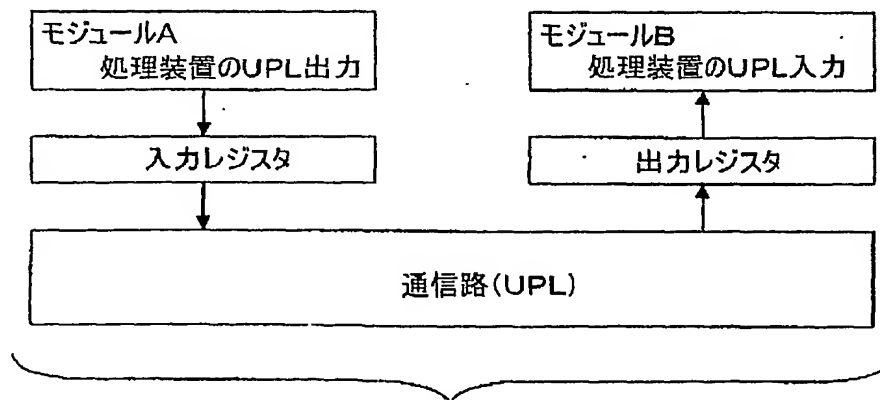 モジュールA
処理装置のUPL出力
モジュールB
処理装置のUPL入力
入力レジスタ
出力レジスタ
通信路(UPL)